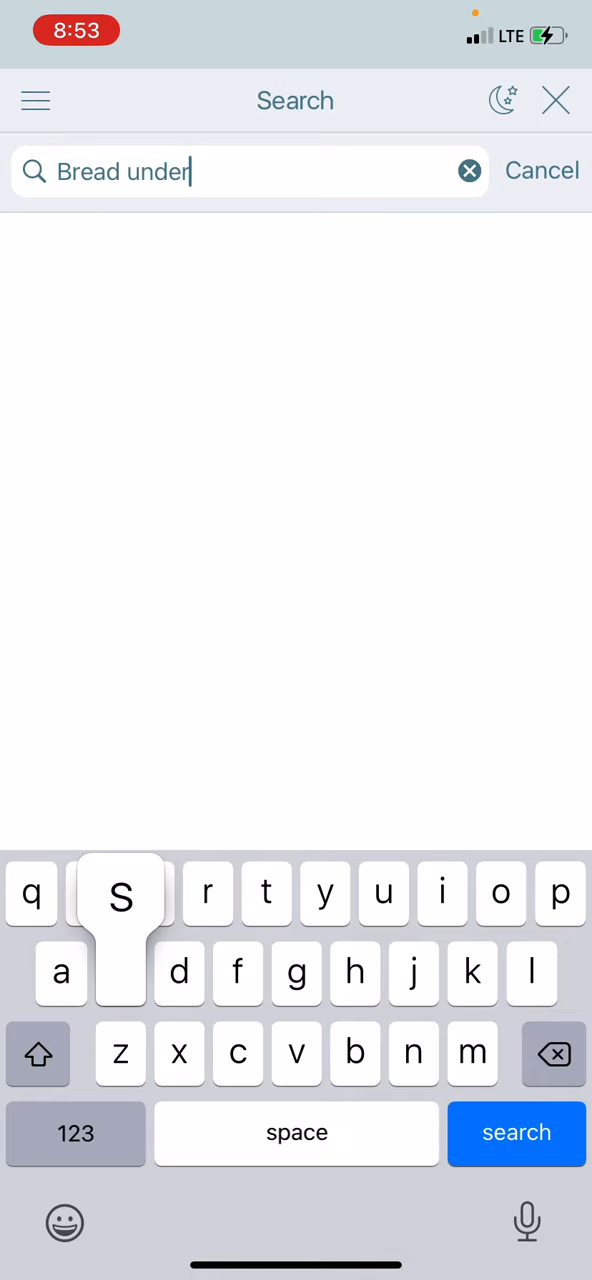 8:53
LTE
Search
Bread under
Cancel
q r t y u i o p
S
a d f g h j k l
z x c v b n m
123 space search